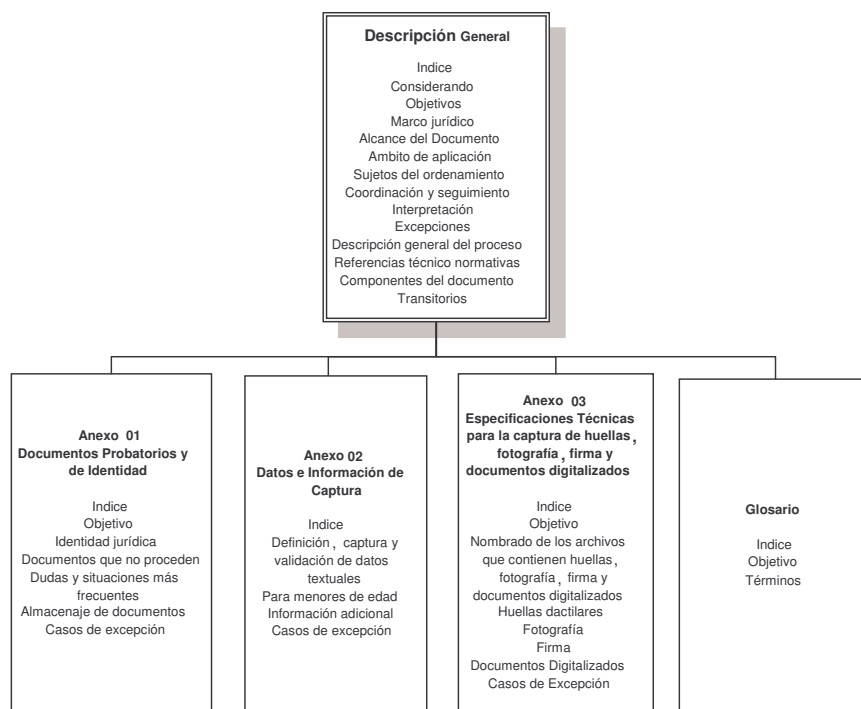 Descripción General
Indice
Considerando
Objetivos
Marco jurídico
Alcance del Documento
Ambito de aplicación
Sujetos del ordenamiento
Coordinación y seguimiento
Interpretación
Excepciones
Descripción general del proceso
Referencias técnico normativas
Componentes del documento
Transitorios
Anexo 01
Documentos Probatorios y
de Identidad
Indice
Objetivo
Identidad jurídica
Documentos que no proceden
Dudas y situaciones más
frecuentes
Almacenaje de documentos
Casos de excepción
Anexo 02
Datos e Información de
Captura
Indice
Definición, captura y
validación de datos
textuales
Para menores de edad
Información adicional
Casos de excepción
Anexo 03
Especificaciones Técnicas
para la captura de huellas,
fotografía, firma y
documentos digitalizados
Indice
Objetivo
Nombrado de los archivos
que contienen huellas,
fotografía, firma y
documentos digitalizados
Huellas dactilares
Fotografía
Firma
Documentos Digitalizados
Casos de Excepción
Glosario
Indice
Objetivo
Términos